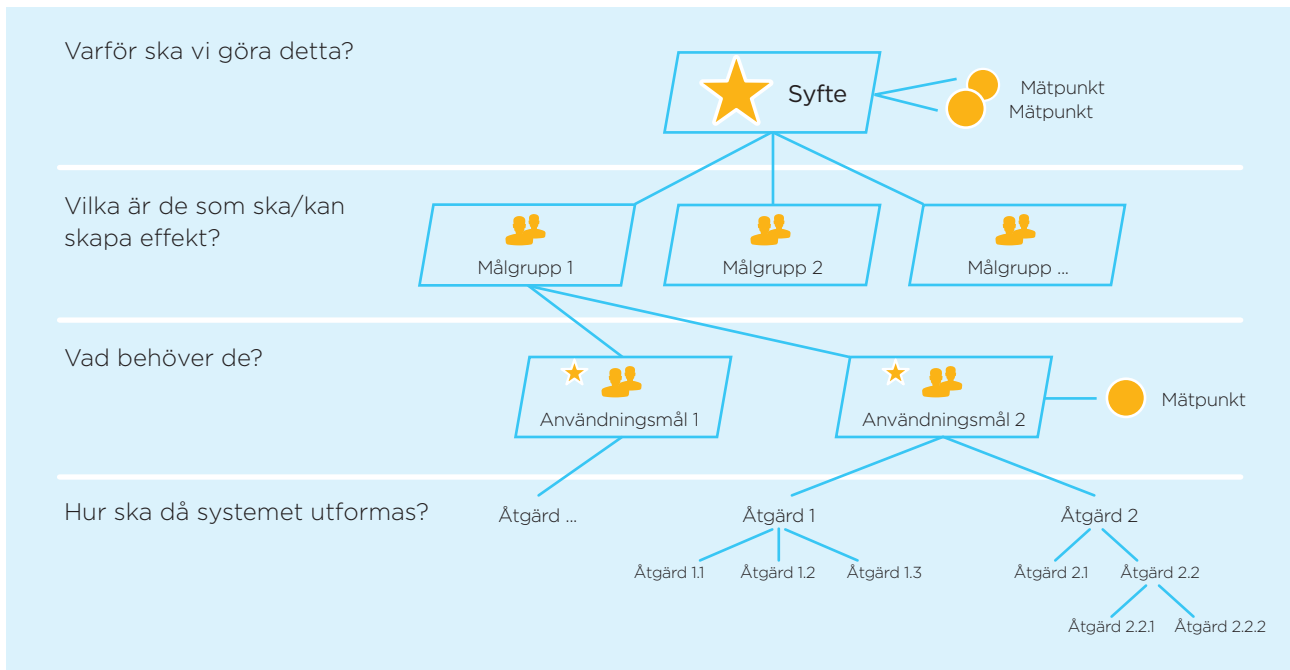 Varför ska vi göra detta?
Syfte
Mätpunkt
Mätpunkt
Vilka är de som ska/kan
skapa effekt?
Målgrupp 1
Målgrupp 2
Målgrupp ...
Vad behöver de?
Användningsmål 1
Användningsmål 2
Mätpunkt
Hur ska då systemet utformas?
Åtgärd ...
Åtgärd 1
Åtgärd 2
Åtgärd 1.1
Åtgärd 1.2
Åtgärd 1.3
Åtgärd 2.1
Åtgärd 2.2
Åtgärd 2.2.1
Åtgärd 2.2.2